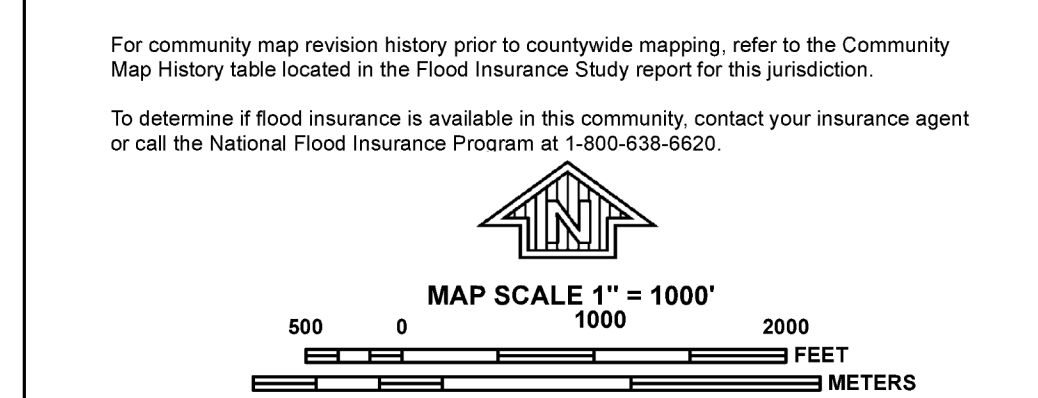 For community map revision history prior to countywide mapping, refer to the Community
Map History table located in the Flood Insurance Study report for this jurisdiction.
To determine if flood insurance is available in this community, contact your insurance agent
or call the National Flood Insurance Program at 1-800-638-6620.
N
MAP SCALE 1" = 1000'
500 0 1000 2000
FEET
METERS